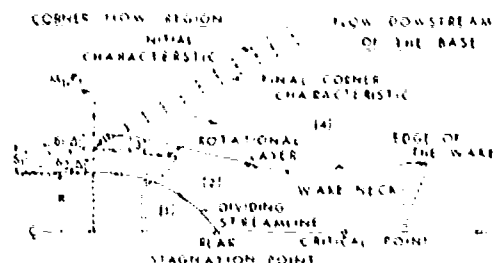 CORNER FLOW REGION
FLOW DOWNSTREAM
OF THE BASE
INITIAL
CHARACTERISTIC
FINAL CORNER
CHARACTERISTIC
[4]
EDGE OF
THE WAKE
ROTATIONAL
LAYER
[3]
[2]
WAKE NECK
R
[1]
DIVIDING
STREAMLINE
REAR
STAGNATION POINT
CRITICAL POINT